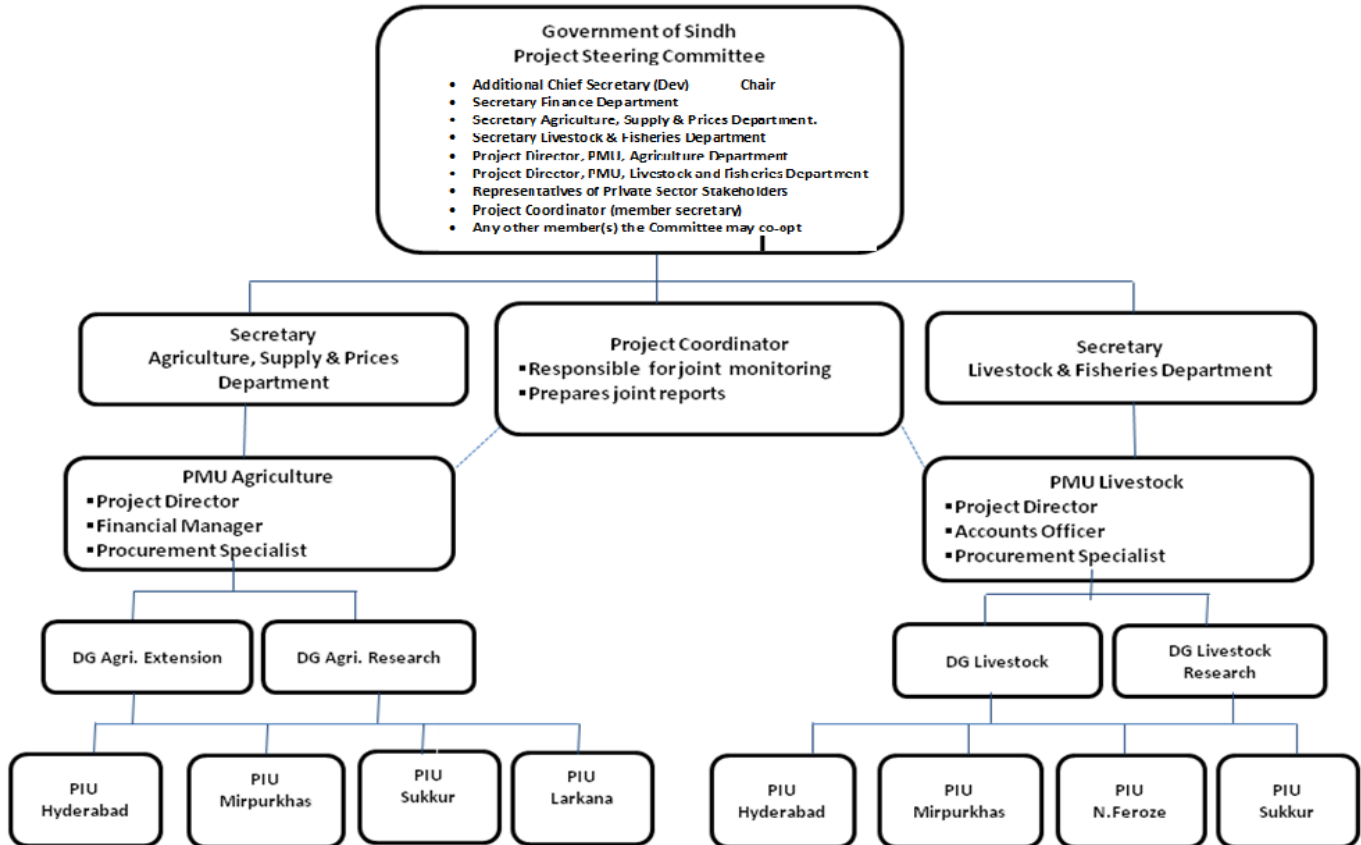 Government of Sindh
Project Steering Committee
• Additional Chief Secretary (Dev) Chair
• Secretary Finance Department
• Secretary Agriculture, Supply & Prices Department.
• Secretary Livestock & Fisheries Department
• Project Director, PMU, Agriculture Department
• Project Director, PMU, Livestock and Fisheries Department
• Representatives of Private Sector Stakeholders
• Project Coordinator (member secretary)
• Any other member(s) the Committee may co-opt
Secretary
Agriculture, Supply & Prices
Department
Project Coordinator
▪ Responsible for joint monitoring
▪ Prepares joint reports
Secretary
Livestock & Fisheries Department
PMU Agriculture
▪ Project Director
▪ Financial Manager
▪ Procurement Specialist
PMU Livestock
▪ Project Director
▪ Accounts Officer
▪ Procurement Specialist
DG Agri. Extension
DG Agri. Research
DG Livestock
DG Livestock
Research
PIU
Hyderabad
PIU
Mirpurkhas
PIU
Sukkur
PIU
Larkana
PIU
Hyderabad
PIU
Mirpurkhas
PIU
N.Feroze
PIU
Sukkur